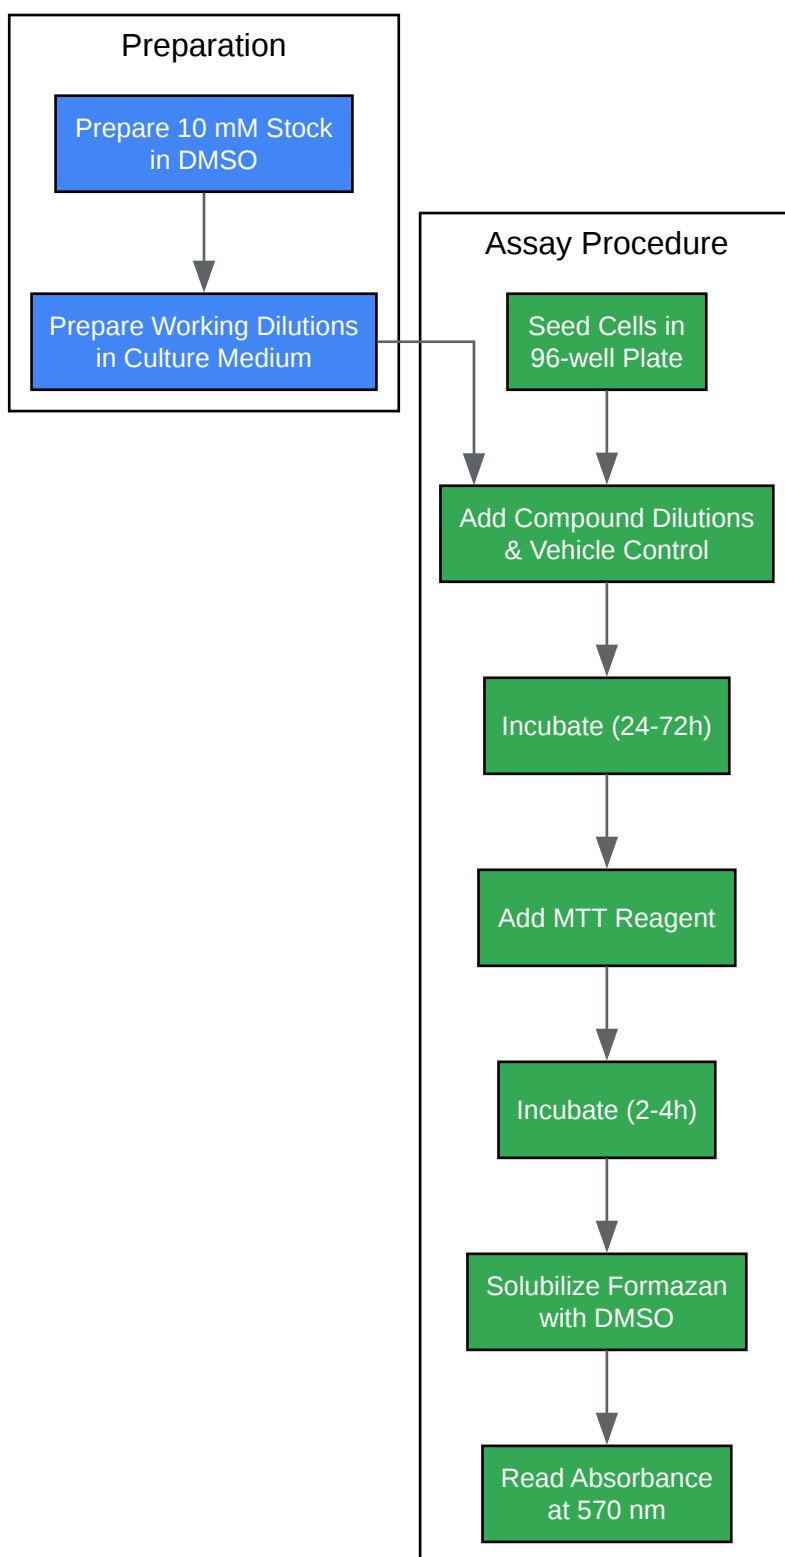 Preparation
Prepare 10 mM Stock
in DMSO
Prepare Working Dilutions
in Culture Medium
Assay Procedure
Seed Cells in
96-well Plate
Add Compound Dilutions
& Vehicle Control
Incubate (24-72h)
Add MTT Reagent
Incubate (2-4h)
Solubilize Formazan
with DMSO
Read Absorbance
at 570 nm